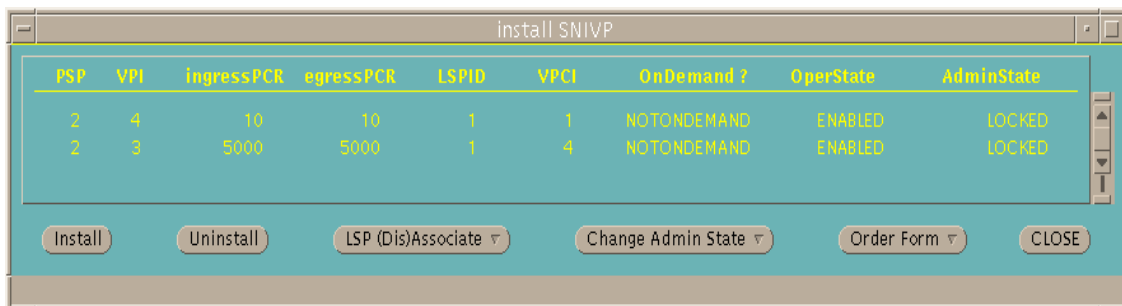 install SNIVP
PSP VPI ingressPCR egressPCR LSPID VPCI OnDemand ? OperState AdminState
2 4 10 10 1 1 NOTONDEMAND ENABLED LOCKED
2 3 5000 5000 1 4 NOTONDEMAND ENABLED LOCKED
Install Uninstall LSP (Dis)Associate Change Admin State Order Form CLOSE